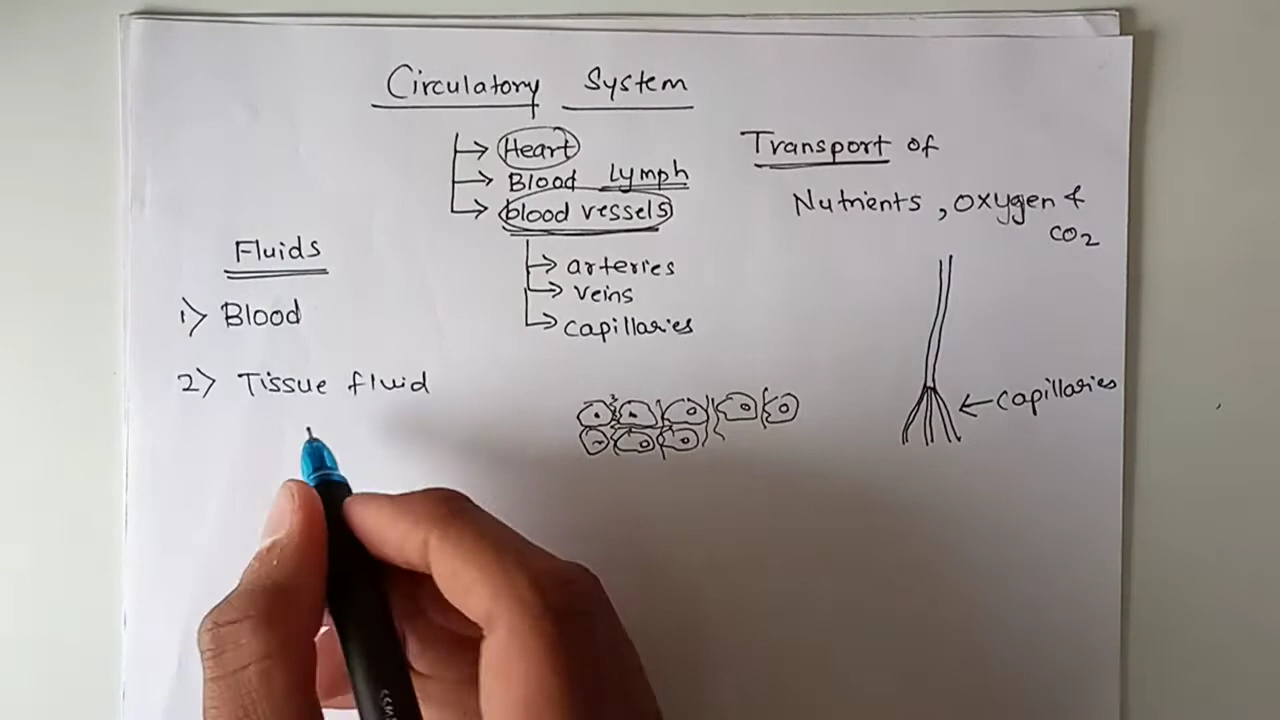 Circulatory System
→ Heart
→ Blood Lymph
→ blood vessels
→ arteries
→ veins
→ capillaries
Transport of
Nutrients, oxygen &
CO₂
Fluids
1) Blood
2) Tissue fluid
← capillaries